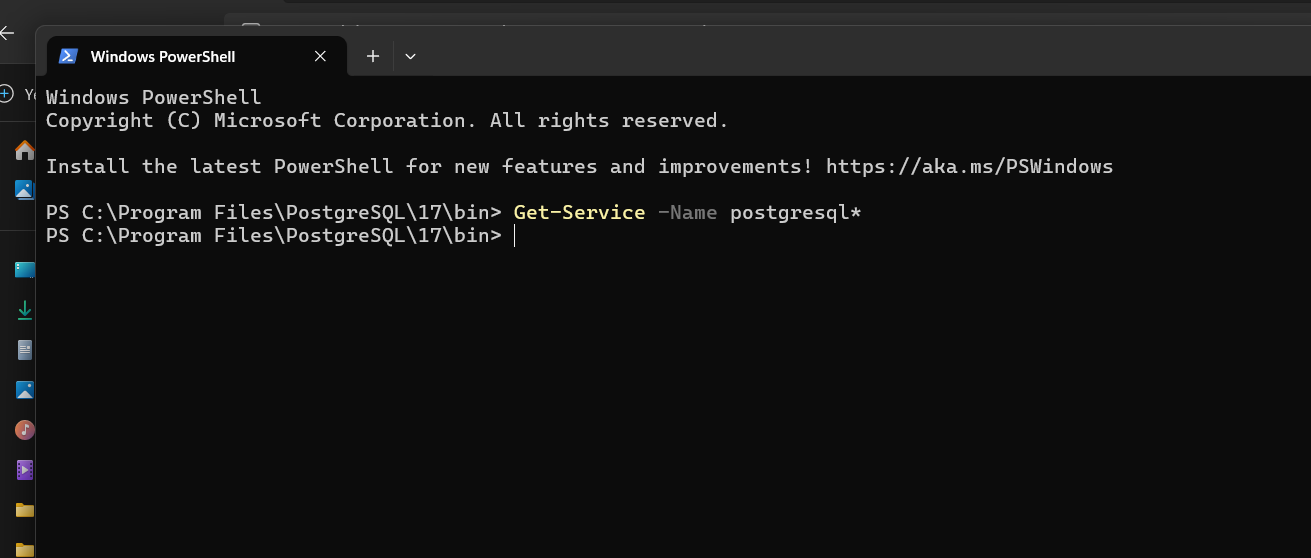 Windows PowerShell
Windows PowerShell
Copyright (C) Microsoft Corporation. All rights reserved.
Install the latest PowerShell for new features and improvements! https://aka.ms/PSWindows
PS C:\Program Files\PostgreSQL\17\bin> Get-Service -Name postgresql*
PS C:\Program Files\PostgreSQL\17\bin>